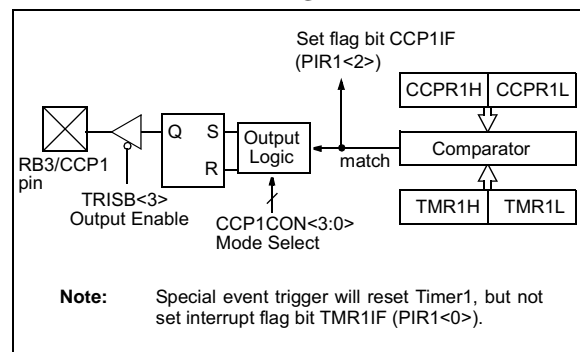 Set flag bit CCP1IF
(PIR1<2>)
CCPR1H CCPR1L
Q S Output
Logic
R
match
Comparator
RB3/CCP1
pin
TRISB<3>
Output Enable
CCP1CON<3:0>
Mode Select
TMR1H TMR1L
Note: Special event trigger will reset Timer1, but not
set interrupt flag bit TMR1IF (PIR1<0>).